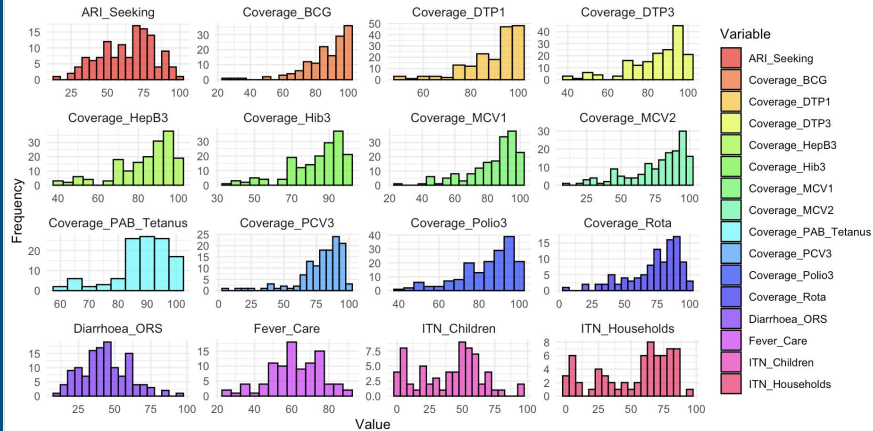 ARI_Seeking Coverage_BCG Coverage_DTP1 Coverage_DTP3
15 10 5 0 25 50 75 100
30 20 10 0 20 40 60 80 100
50 40 30 20 10 0 60 80 100
40 30 20 10 0 40 60 80 100
Coverage_HepB3 Coverage_Hib3 Coverage_MCV1 Coverage_MCV2
30 20 10 0 40 60 80 100
30 20 10 0 30 50 70 90
30 20 10 0 20 40 60 80 100
30 20 10 0 25 50 75 100
Coverage_PAB_Tetanus Coverage_PCV3 Coverage_Polio3 Coverage_Rota
20 10 0 60 70 80 90 100
25 20 15 10 5 0 0 25 50 75 100
40 30 20 10 0 40 60 80 100
15 10 5 0 0 25 50 75 100
Diarrhoea_ORS Fever_Care ITN_Children ITN_Households
15 10 5 0 25 50 75 100
15 10 5 0 20 40 60 80
7.5 5.0 2.5 0.0 0 25 50 75 100
8 6 4 2 0 0 25 50 75 100
Frequency
Value
Variable
ARI_Seeking
Coverage_BCG
Coverage_DTP1
Coverage_DTP3
Coverage_HepB3
Coverage_Hib3
Coverage_MCV1
Coverage_MCV2
Coverage_PAB_Tetanus
Coverage_PCV3
Coverage_Polio3
Coverage_Rota
Diarrhoea_ORS
Fever_Care
ITN_Children
ITN_Households